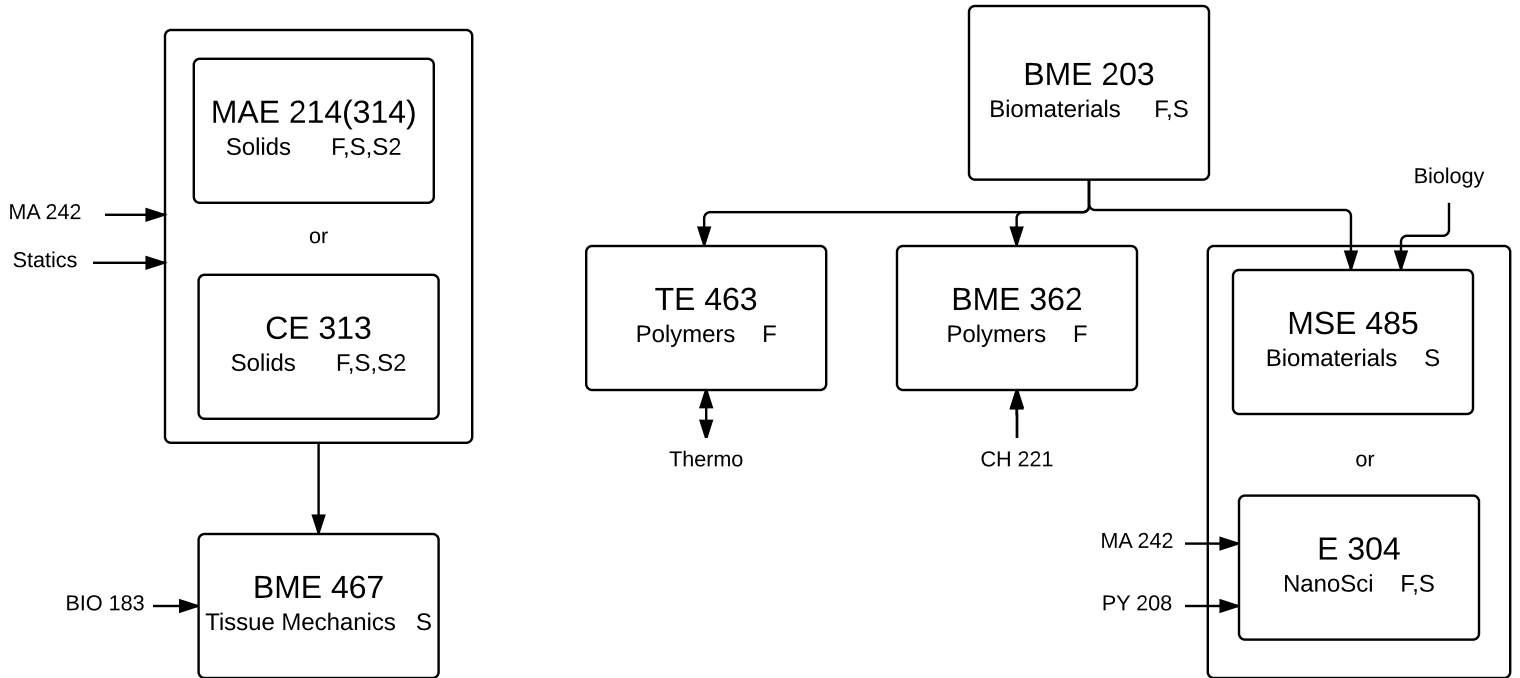 MAE 214(314)
Solids F,S,S2
MA 242
or
Statics
CE 313
Solids F,S,S2
BME 467
BIO 183
Tissue Mechanics S
BME 203
Biomaterials F,S
Biology
TE 463
Polymers F
Thermo
BME 362
Polymers F
CH 221
MSE 485
Biomaterials S
or
MA 242
E 304
NanoSci F,S
PY 208